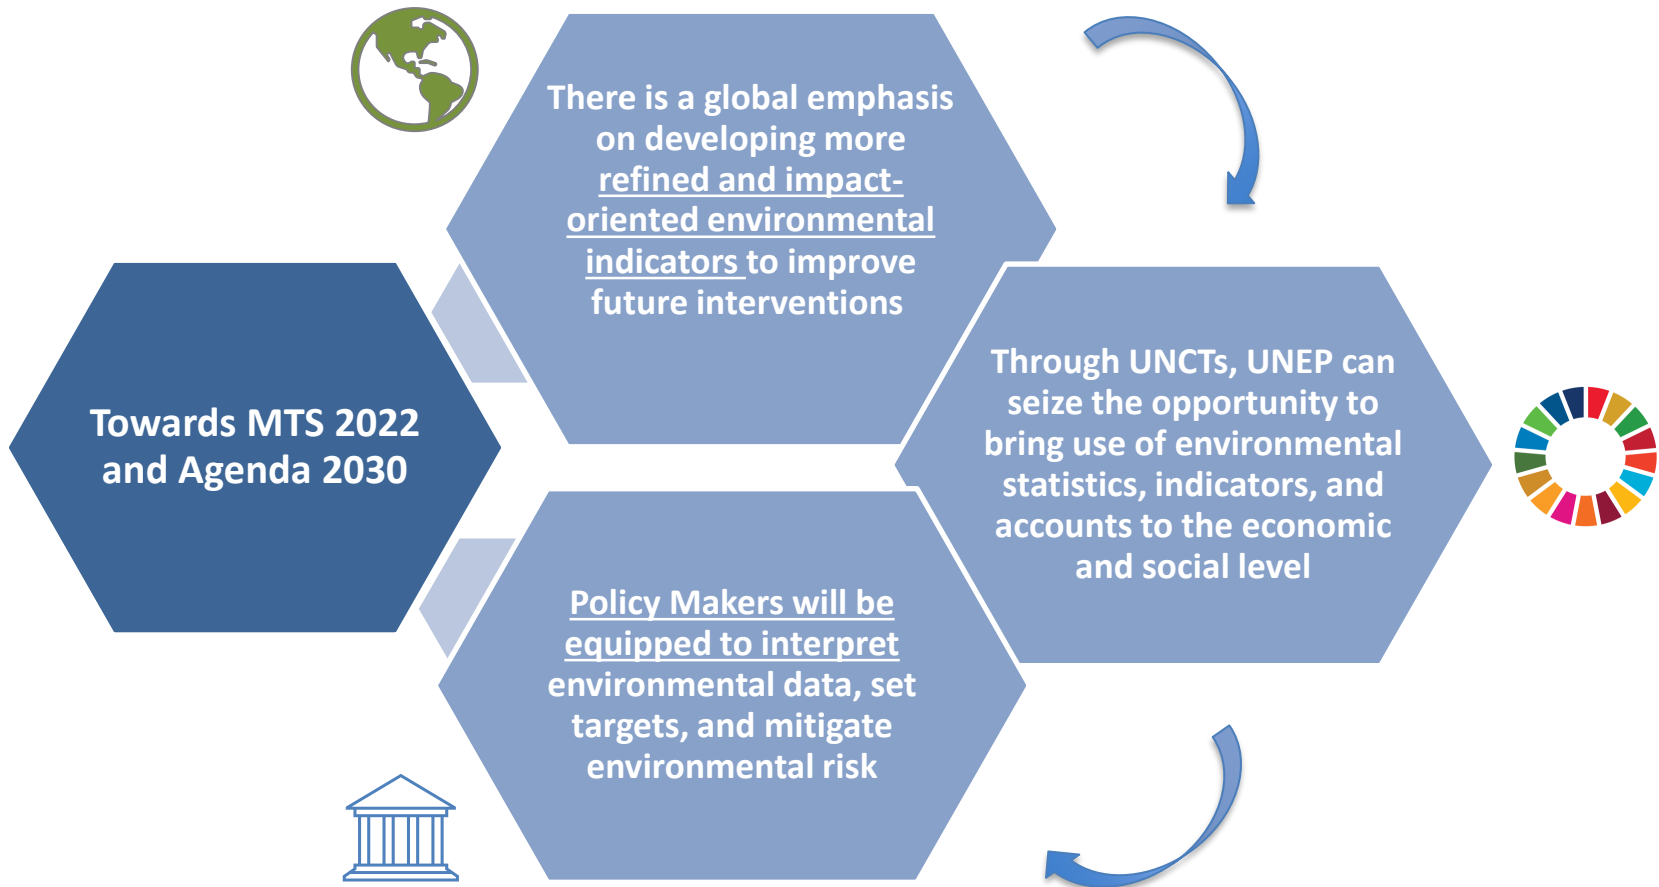 There is a global emphasis
on developing more
refined and impact-
oriented environmental
indicators to improve
future interventions
Towards MTS 2022
and Agenda 2030
Through UNCTs, UNEP can
seize the opportunity to
bring use of environmental
statistics, indicators, and
accounts to the economic
and social level
Policy Makers will be
equipped to interpret
environmental data, set
targets, and mitigate
environmental risk